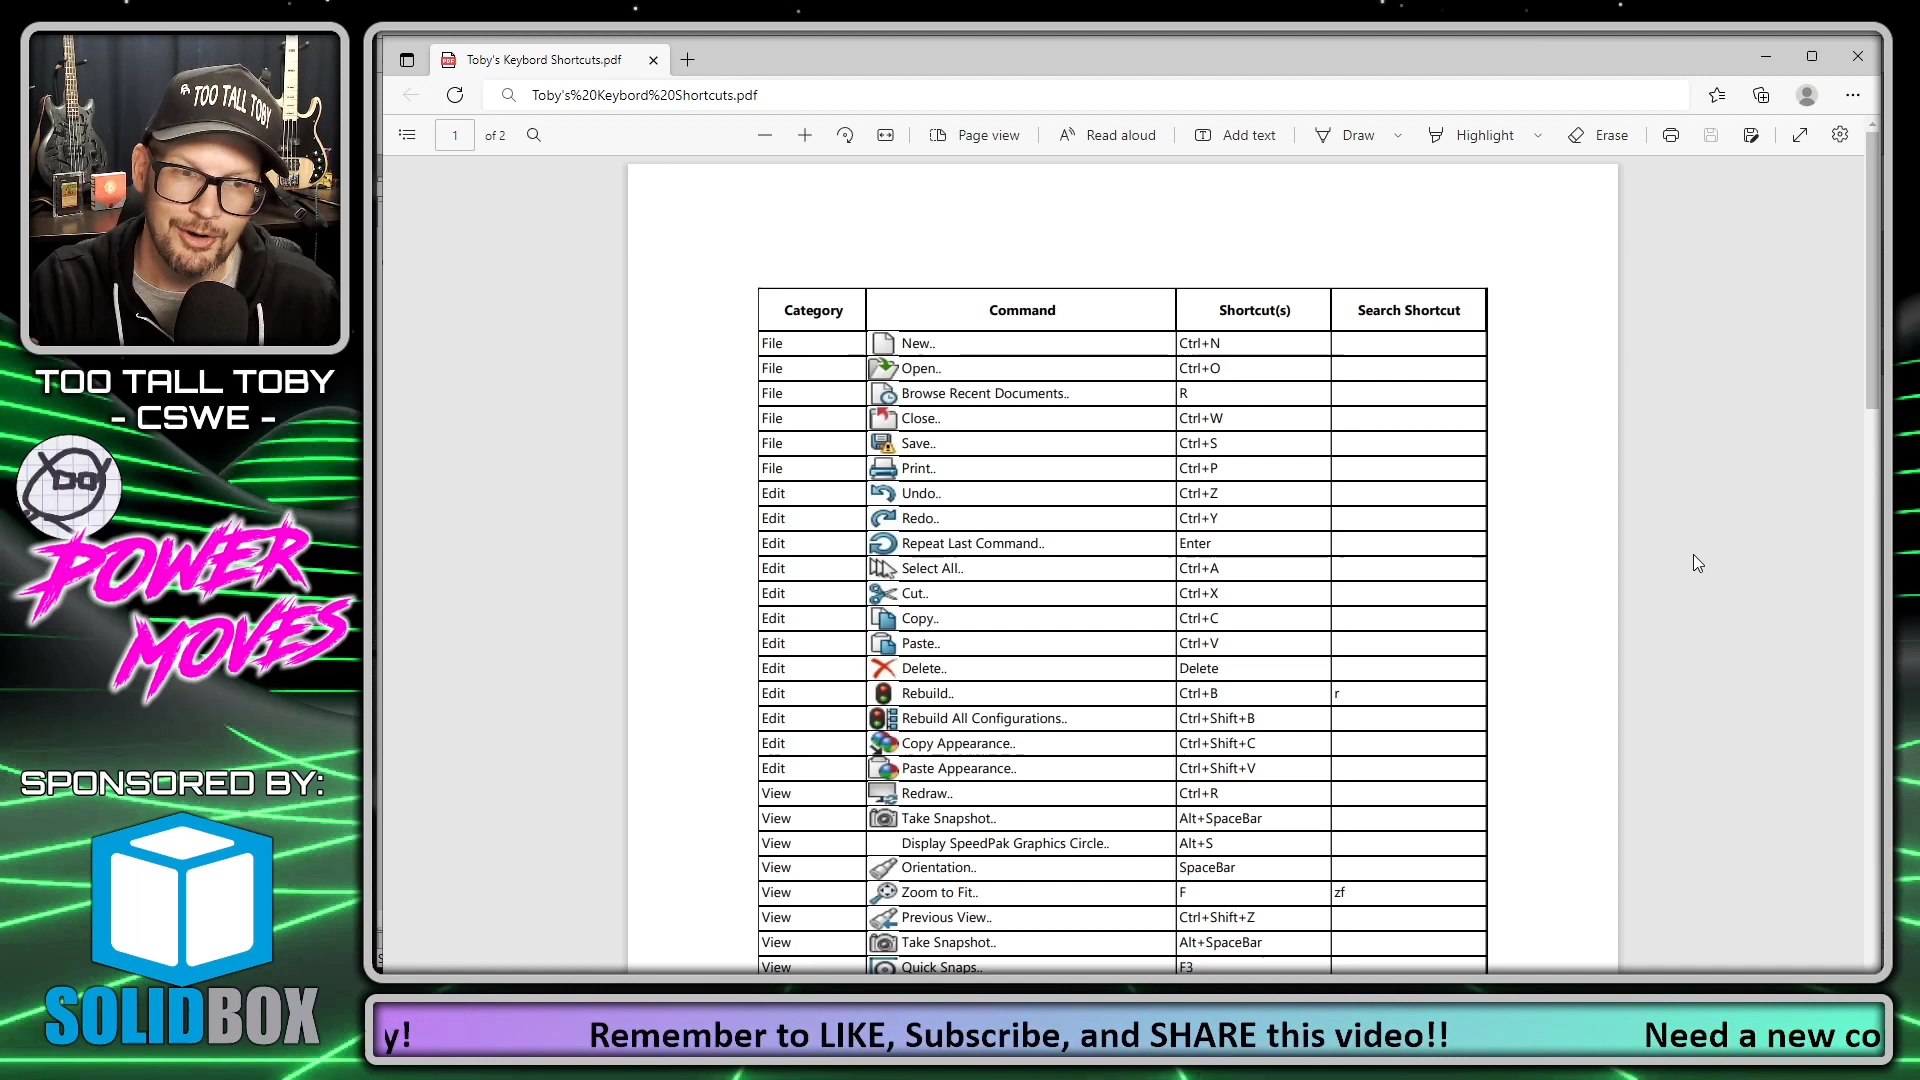 Toby's Keybord Shortcuts.pdf
Toby's%20Keybord%20Shortcuts.pdf
1 of 2
Page view
Read aloud
Add text
Draw
Highlight
Erase
TOO TALL TOBY
TOO TALL TOBY
- CSWE -
POWER
MOVES
SPONSORED BY:
SOLIDBOX
Category Command Shortcut(s) Search Shortcut
File New.. Ctrl+N
File Open.. Ctrl+O
File Browse Recent Documents.. R
File Close.. Ctrl+W
File Save.. Ctrl+S
File Print.. Ctrl+P
Edit Undo.. Ctrl+Z
Edit Redo.. Ctrl+Y
Edit Repeat Last Command.. Enter
Edit Select All.. Ctrl+A
Edit Cut.. Ctrl+X
Edit Copy.. Ctrl+C
Edit Paste.. Ctrl+V
Edit Delete.. Delete
Edit Rebuild.. Ctrl+B r
Edit Rebuild All Configurations.. Ctrl+Shift+B
Edit Copy Appearance.. Ctrl+Shift+C
Edit Paste Appearance.. Ctrl+Shift+V
View Redraw.. Ctrl+R
View Take Snapshot.. Alt+SpaceBar
View Display SpeedPak Graphics Circle.. Alt+S
View Orientation.. SpaceBar
View Zoom to Fit.. F zf
View Previous View.. Ctrl+Shift+Z
View Take Snapshot.. Alt+SpaceBar
View Quick Snaps.. F3
y! Remember to LIKE, Subscribe, and SHARE this video!! Need a new co